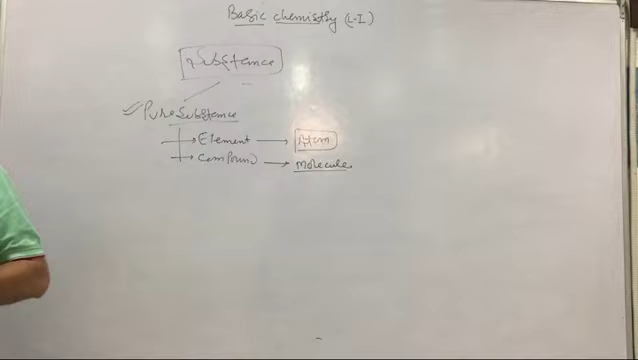 Basic chemistry (L-I)
Substance
Pure Substance
Element → Atom
Compound → Molecule